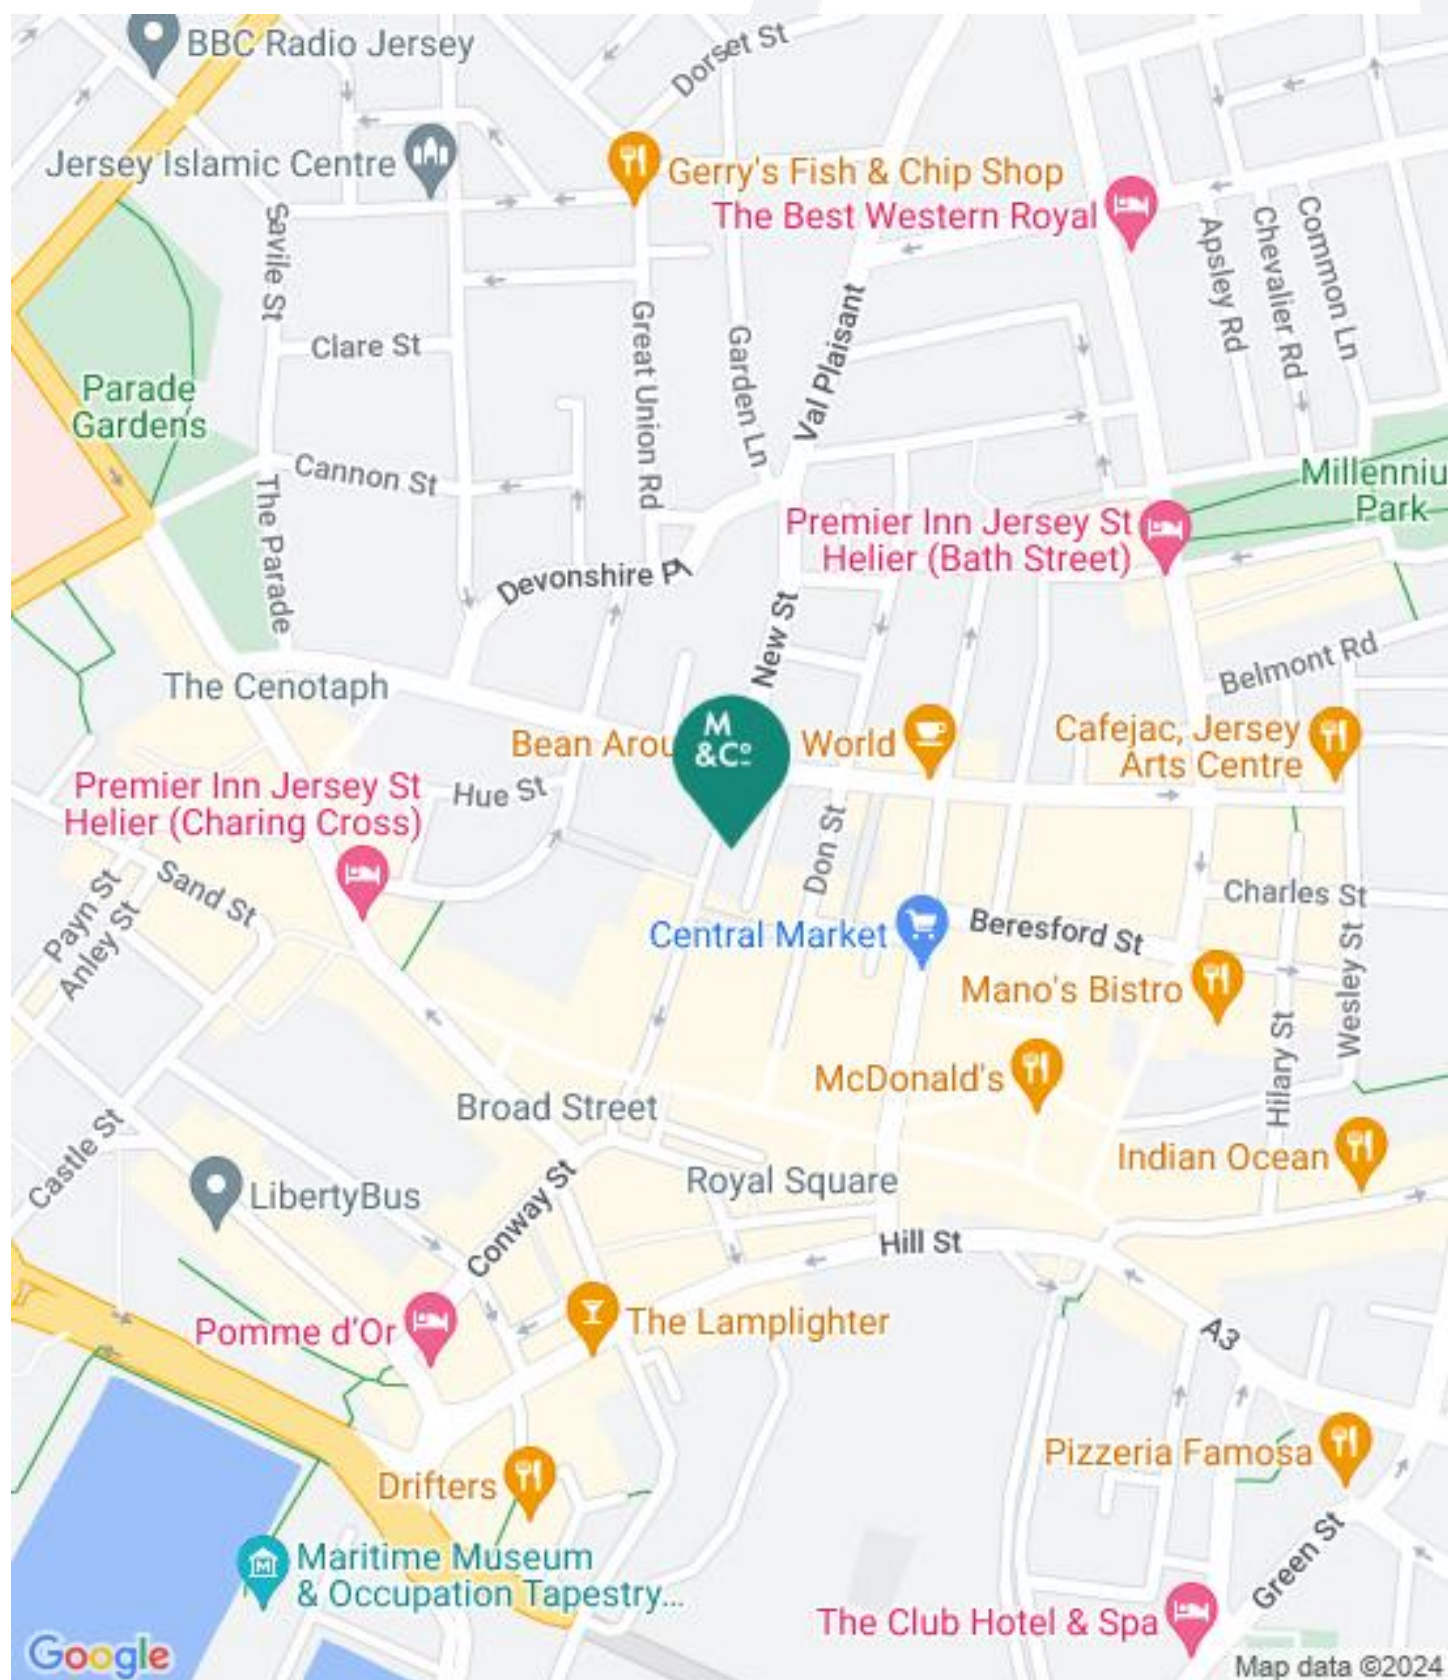 BBC Radio Jersey
Dorset St
Jersey Islamic Centre
Gerry's Fish & Chip Shop
The Best Western Royal
Savile St
Apsley Rd
Chevalier Rd
Common Ln
Clare St
Great Union Rd
Garden Ln
Val Plaisant
Parade
Gardens
Cannon St
The Parade
Millenniu
Park
Premier Inn Jersey St
Helier (Bath Street)
Devonshire Pl
New St
Belmont Rd
The Cenotaph
M
&Co
Bean Arou
World
Cafejac, Jersey
Arts Centre
Premier Inn Jersey St
Helier (Charing Cross)
Hue St
Don St
Sand St
Payn St
Anley St
Charles St
Central Market
Beresford St
Mano's Bistro
Wesley St
Hilary St
McDonald's
Broad Street
Castle St
Indian Ocean
Royal Square
LibertyBus
Conway St
Hill St
The Lamplighter
Pomme d'Or
A3
Pizzeria Famosa
Drifters
Green St
Maritime Museum
& Occupation Tapestry...
The Club Hotel & Spa
Google
Map data ©2024